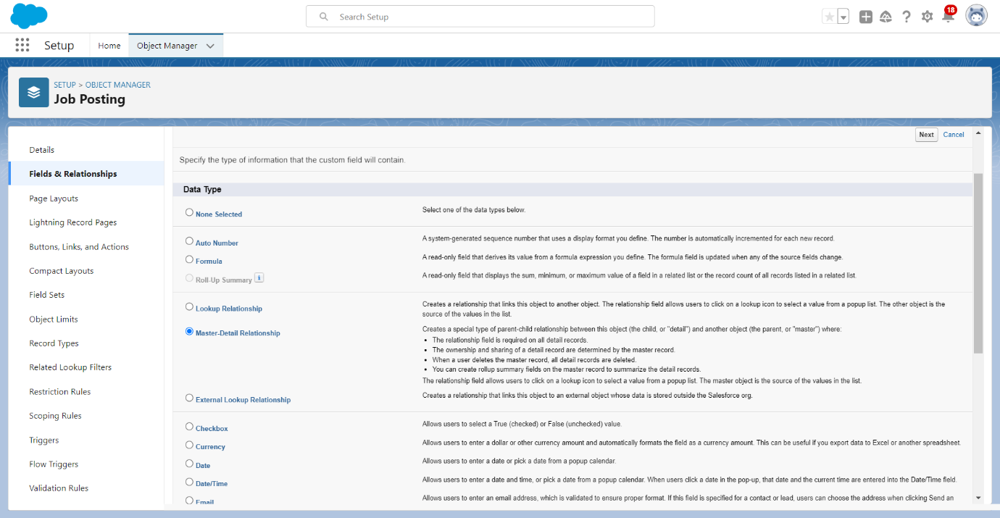 Search Setup
18
Setup
Home
Object Manager
SETUP > OBJECT MANAGER
Job Posting
Details
Fields & Relationships
Page Layouts
Lightning Record Pages
Buttons, Links, and Actions
Compact Layouts
Field Sets
Object Limits
Record Types
Related Lookup Filters
Restriction Rules
Scoping Rules
Triggers
Flow Triggers
Validation Rules
Next Cancel
Specify the type of information that the custom field will contain.
Data Type
None Selected
Select one of the data types below.
Auto Number
A system-generated sequence number that uses a display format you define. The number is automatically incremented for each new record.
Formula
A read-only field that derives its value from a formula expression you define. The formula field is updated when any of the source fields change.
Roll-Up Summary i
A read-only field that displays the sum, minimum, or maximum value of a field in a related list or the record count of all records listed in a related list.
Lookup Relationship
Creates a relationship that links this object to another object. The relationship field allows users to click on a lookup icon to select a value from a popup list. The other object is the
source of the values in the list.
Master-Detail Relationship
Creates a special type of parent-child relationship between this object (the child, or "detail") and another object (the parent, or "master") where:
• The relationship field is required on all detail records.
• The ownership and sharing of a detail record are determined by the master record.
• When a user deletes the master record, all detail records are deleted.
• You can create rollup summary fields on the master record to summarize the detail records.
The relationship field allows users to click on a lookup icon to select a value from a popup list. The master object is the source of the values in the list.
External Lookup Relationship
Creates a relationship that links this object to an external object whose data is stored outside the Salesforce org.
Checkbox
Allows users to select a True (checked) or False (unchecked) value.
Currency
Allows users to enter a dollar or other currency amount and automatically formats the field as a currency amount. This can be useful if you export data to Excel or another spreadsheet.
Date
Allows users to enter a date or pick a date from a popup calendar.
Date/Time
Allows users to enter a date and time, or pick a date from a popup calendar. When users click a date in the pop-up, that date and the current time are entered into the Date/Time field.
Email
Allows users to enter an email address, which is validated to ensure proper format. If this field is specified for a contact or lead, users can choose the address when clicking Send an